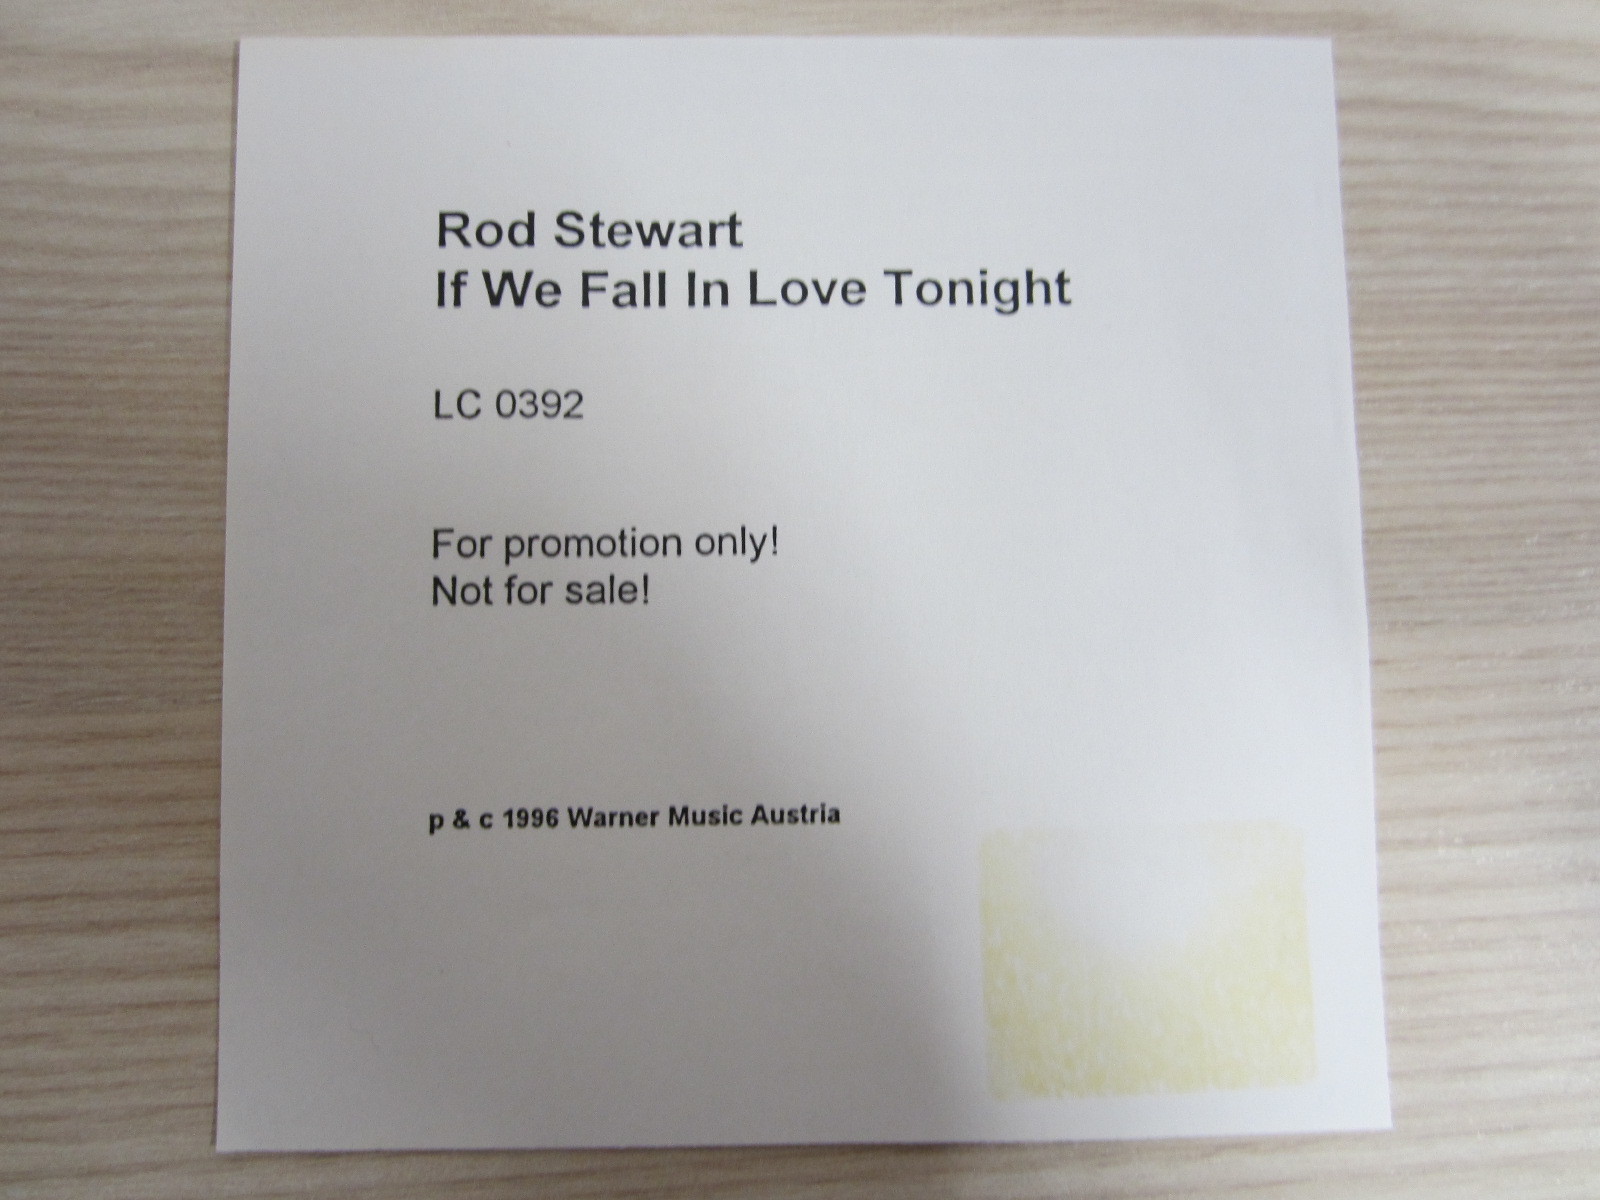 Rod Stewart
If We Fall In Love Tonight
LC 0392
For promotion only!
Not for sale!
p & c 1996 Warner Music Austria